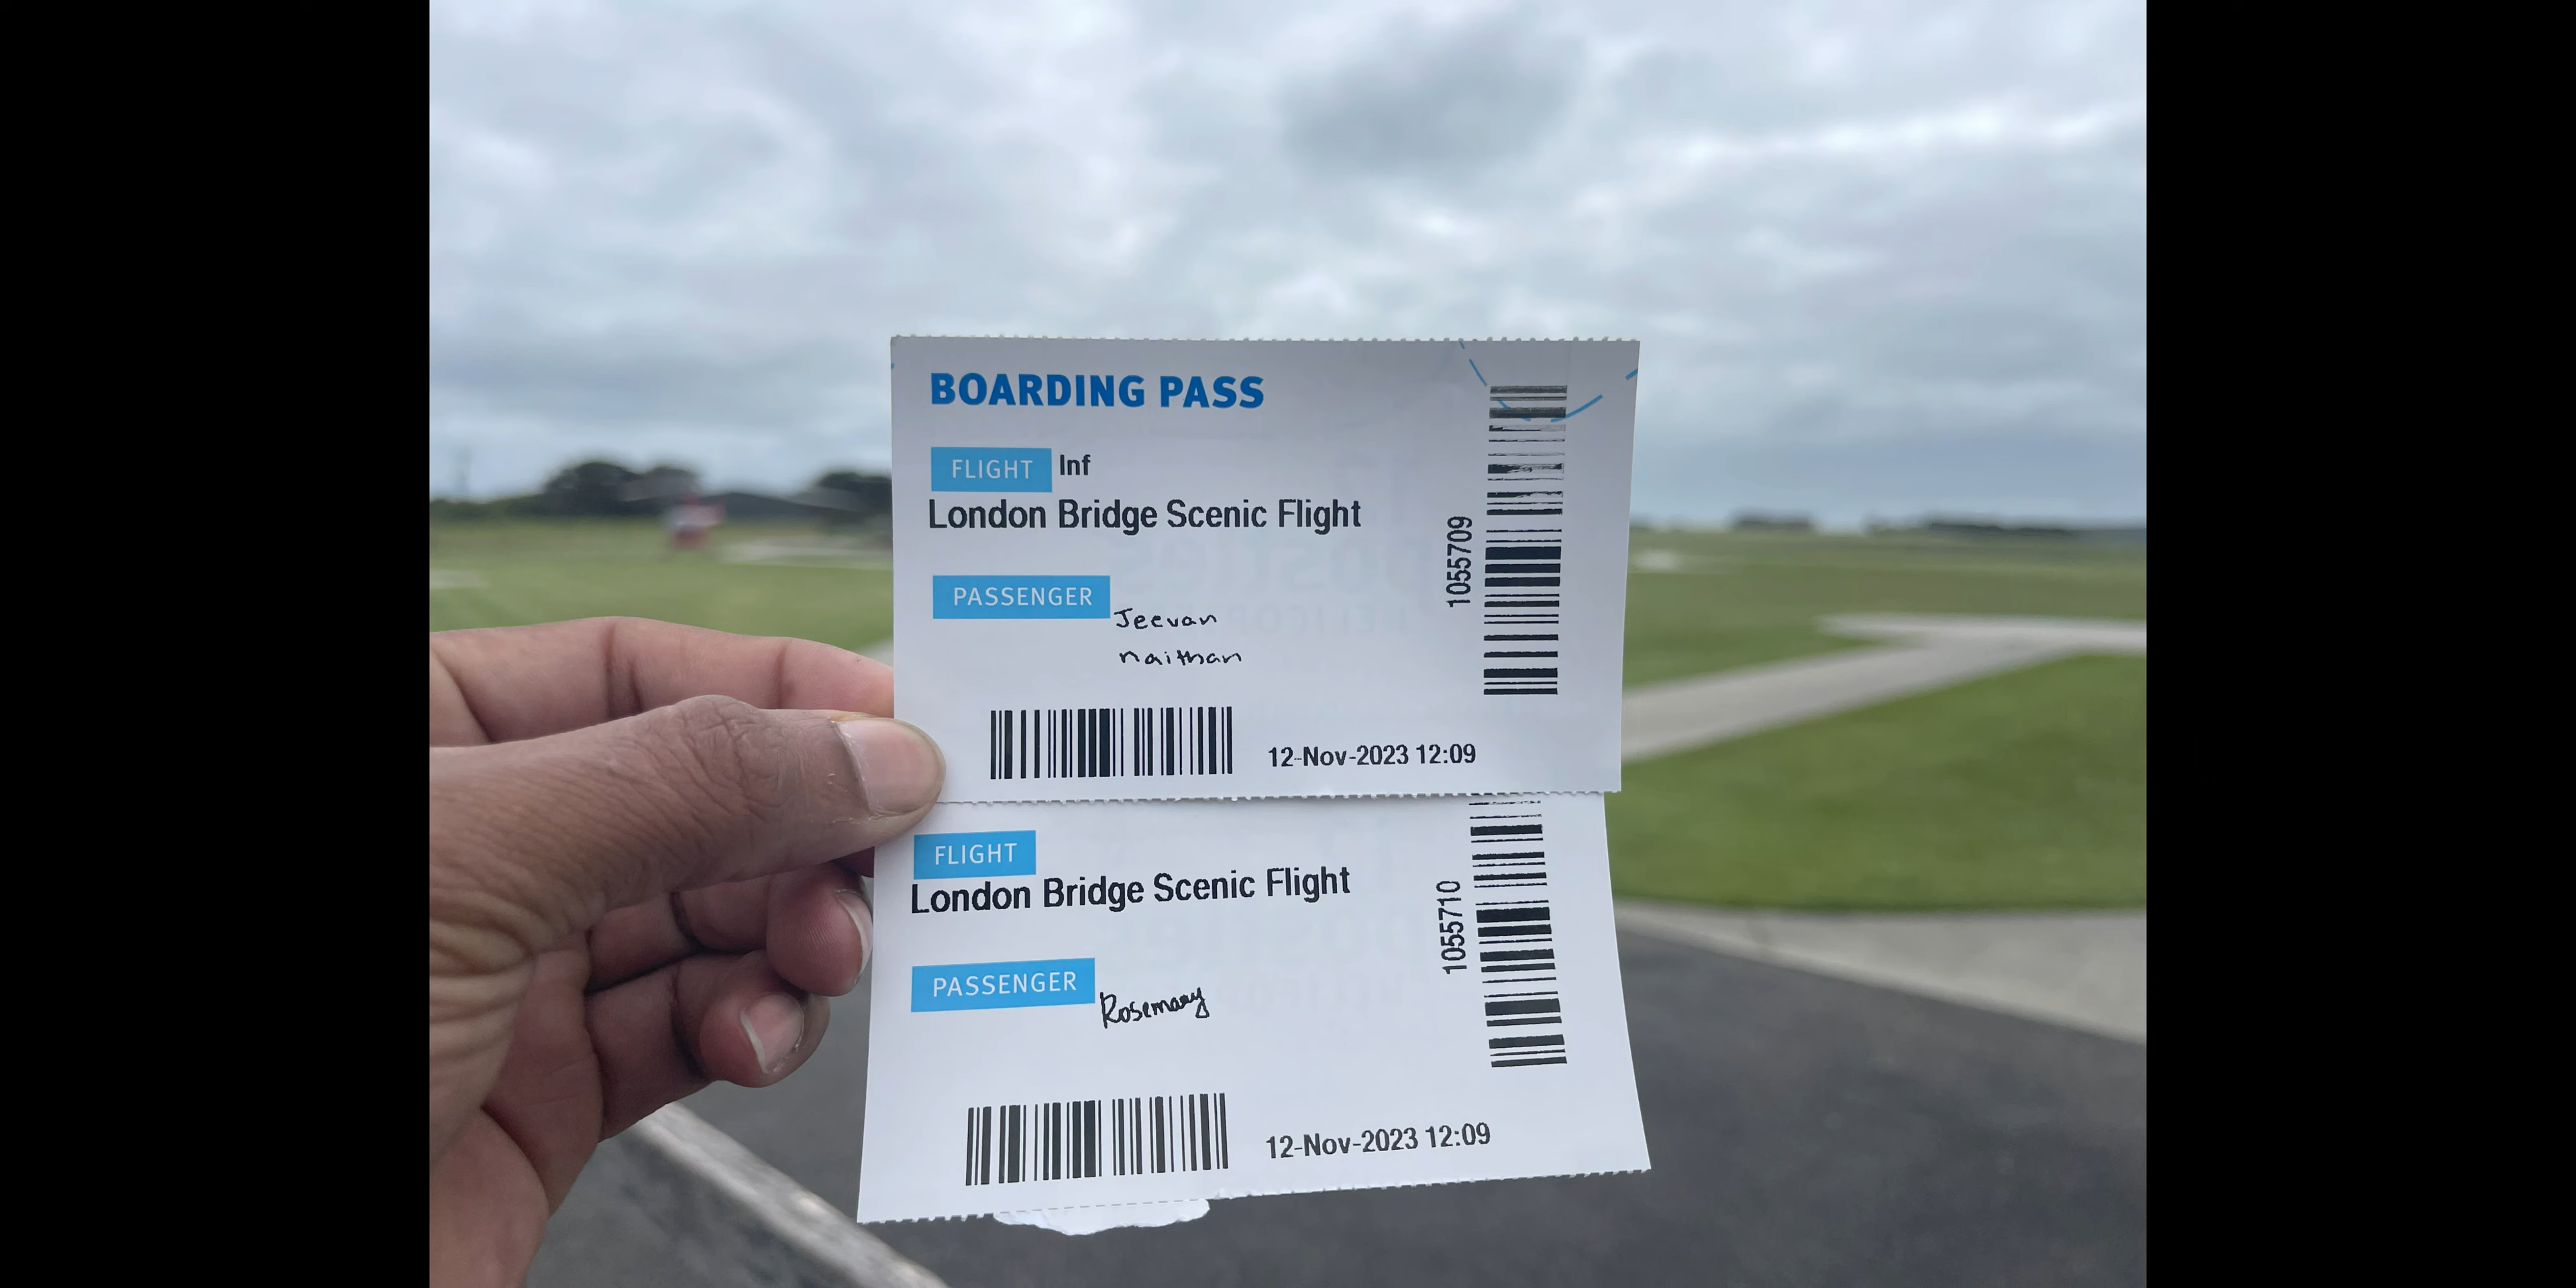 BOARDING PASS
FLIGHT Inf
London Bridge Scenic Flight
PASSENGER
Jeevan
naithan
1055709
12-Nov-2023 12:09
FLIGHT
London Bridge Scenic Flight
PASSENGER
Rosemary
1055710
12-Nov-2023 12:09